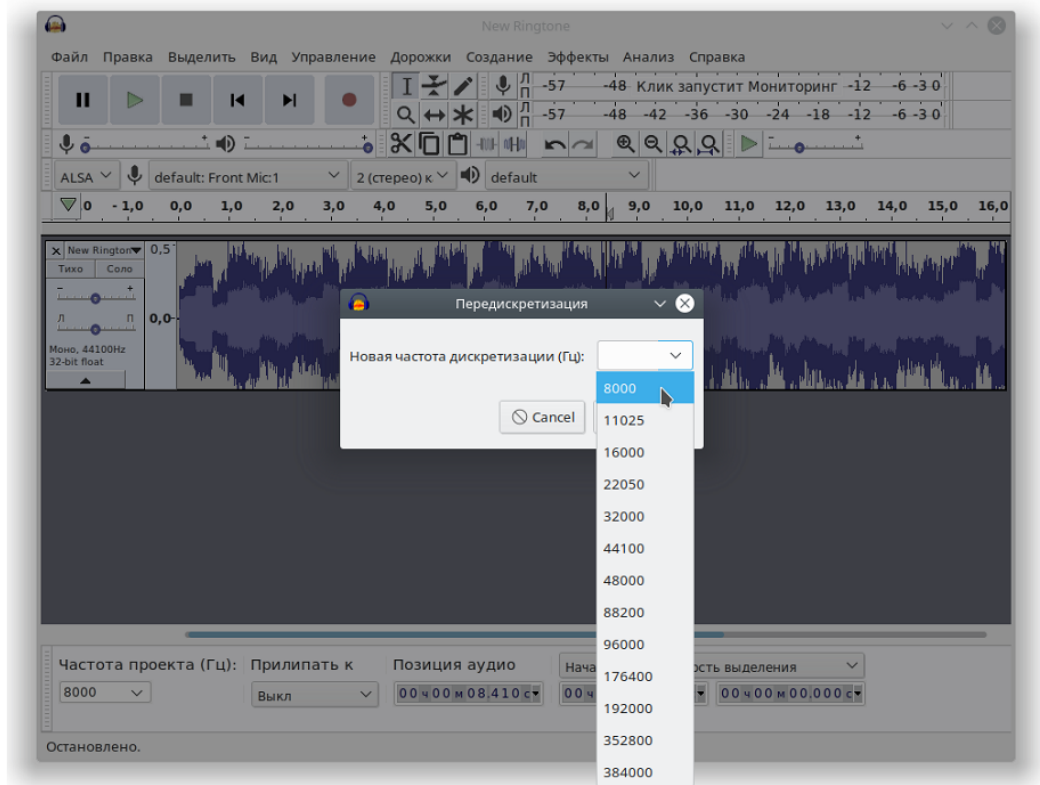 New Ringtone
Файл Правка Выделить Вид Управление Дорожки Создание Эффекты Анализ Справка
Л П -57 -48 Клик запустит Мониторинг -12 -6 -3 0
Л П -57 -48 -42 -36 -30 -24 -18 -12 -6 -3 0
- + - +
- +
ALSA default: Front Mic:1 2 (стерео) к default
0 - 1,0 0,0 1,0 2,0 3,0 4,0 5,0 6,0 7,0 8,0 9,0 10,0 11,0 12,0 13,0 14,0 15,0 16,0
x New Rington 0,5
Тихо Соло
- +
Л П 0,0
Моно, 44100Hz
32-bit float
Передискретизация
Новая частота дискретизации (Гц):
Cancel
8000
11025
16000
22050
32000
44100
48000
88200
96000
176400
192000
352800
384000
Частота проекта (Гц): Прилипать к Позиция аудио Нача ость выделения
8000 Выкл 00 ч 00 м 08,410 с 00 ч 00 ч 00 м 00,000 с
Остановлено.